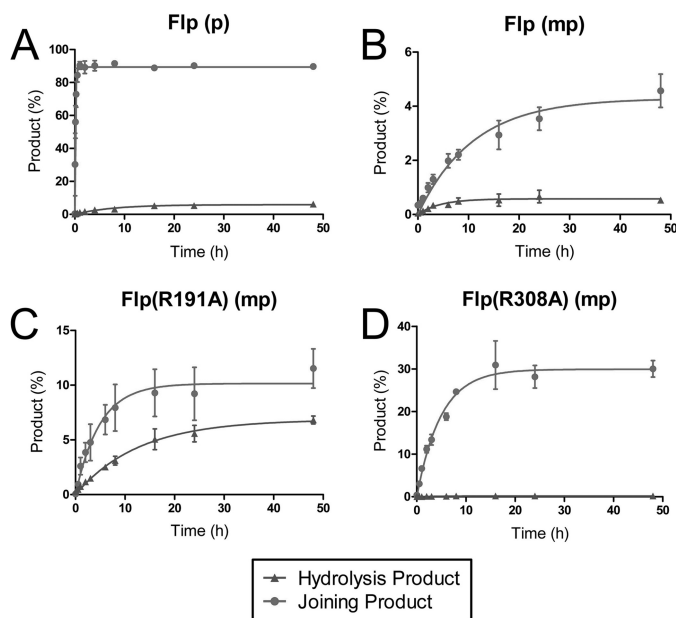 A
Flp (p)
Product (%)
100
80
60
40
20
0
0 10 20 30 40 50
Time (h)
B
Flp (mp)
Product (%)
6
4
2
0
0 10 20 30 40 50
Time (h)
C
Flp(R191A) (mp)
Product (%)
15
10
5
0
0 10 20 30 40 50
Time (h)
D
Flp(R308A) (mp)
Product (%)
40
30
20
10
0
0 10 20 30 40 50
Time (h)
Hydrolysis Product
Joining Product